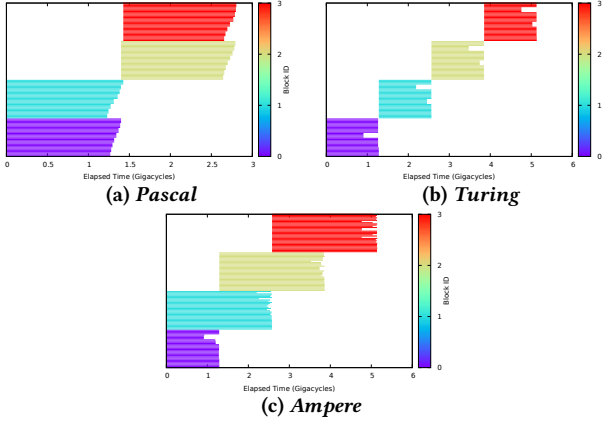 3
2
1
0
Block ID
0 0.5 1 1.5 2 2.5 3
Elapsed Time (Gigacycles)
(a) Pascal
3
2
1
0
Block ID
0 1 2 3 4 5 6
Elapsed Time (Gigacycles)
(b) Turing
3
2
1
0
Block ID
0 1 2 3 4 5 6
Elapsed Time (Gigacycles)
(c) Ampere